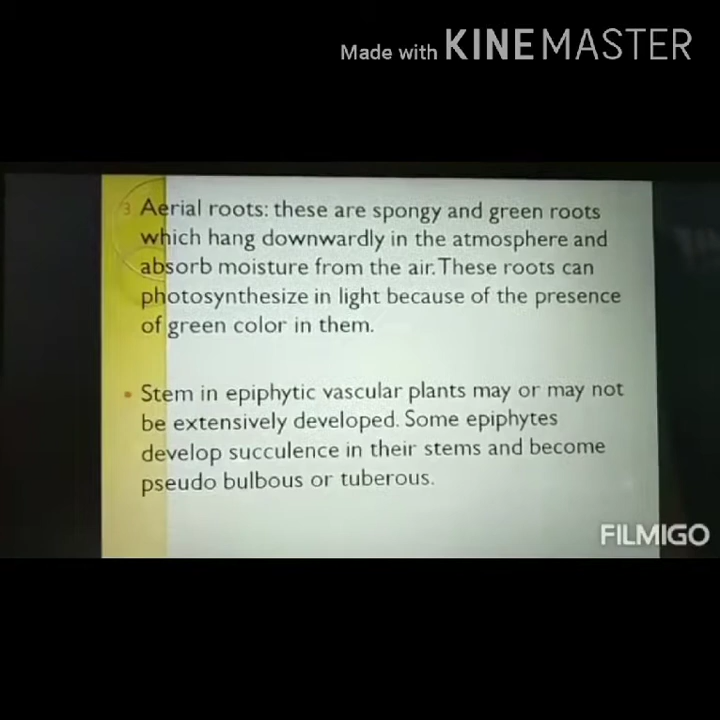 Made with KINEMASTER
3 Aerial roots: these are spongy and green roots
which hang downwardly in the atmosphere and
absorb moisture from the air. These roots can
photosynthesize in light because of the presence
of green color in them.
• Stem in epiphytic vascular plants may or may not
be extensively developed. Some epiphytes
develop succulence in their stems and become
pseudo bulbous or tuberous.
FILMIGO